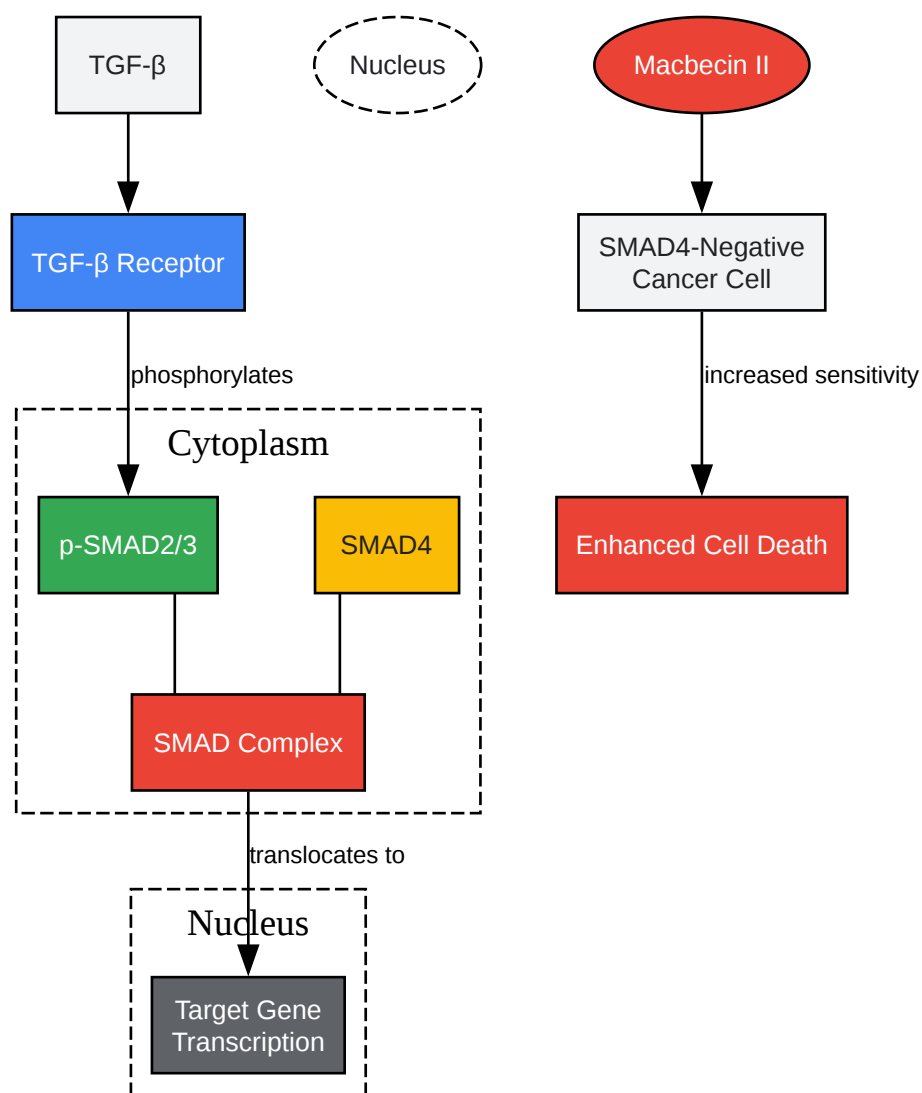 TGF-β
Nucleus
Macbecin II
TGF-β Receptor
SMAD4-Negative
Cancer Cell
phosphorylates
increased sensitivity
Cytoplasm
p-SMAD2/3
SMAD4
Enhanced Cell Death
SMAD Complex
translocates to
Nucleus
Target Gene
Transcription